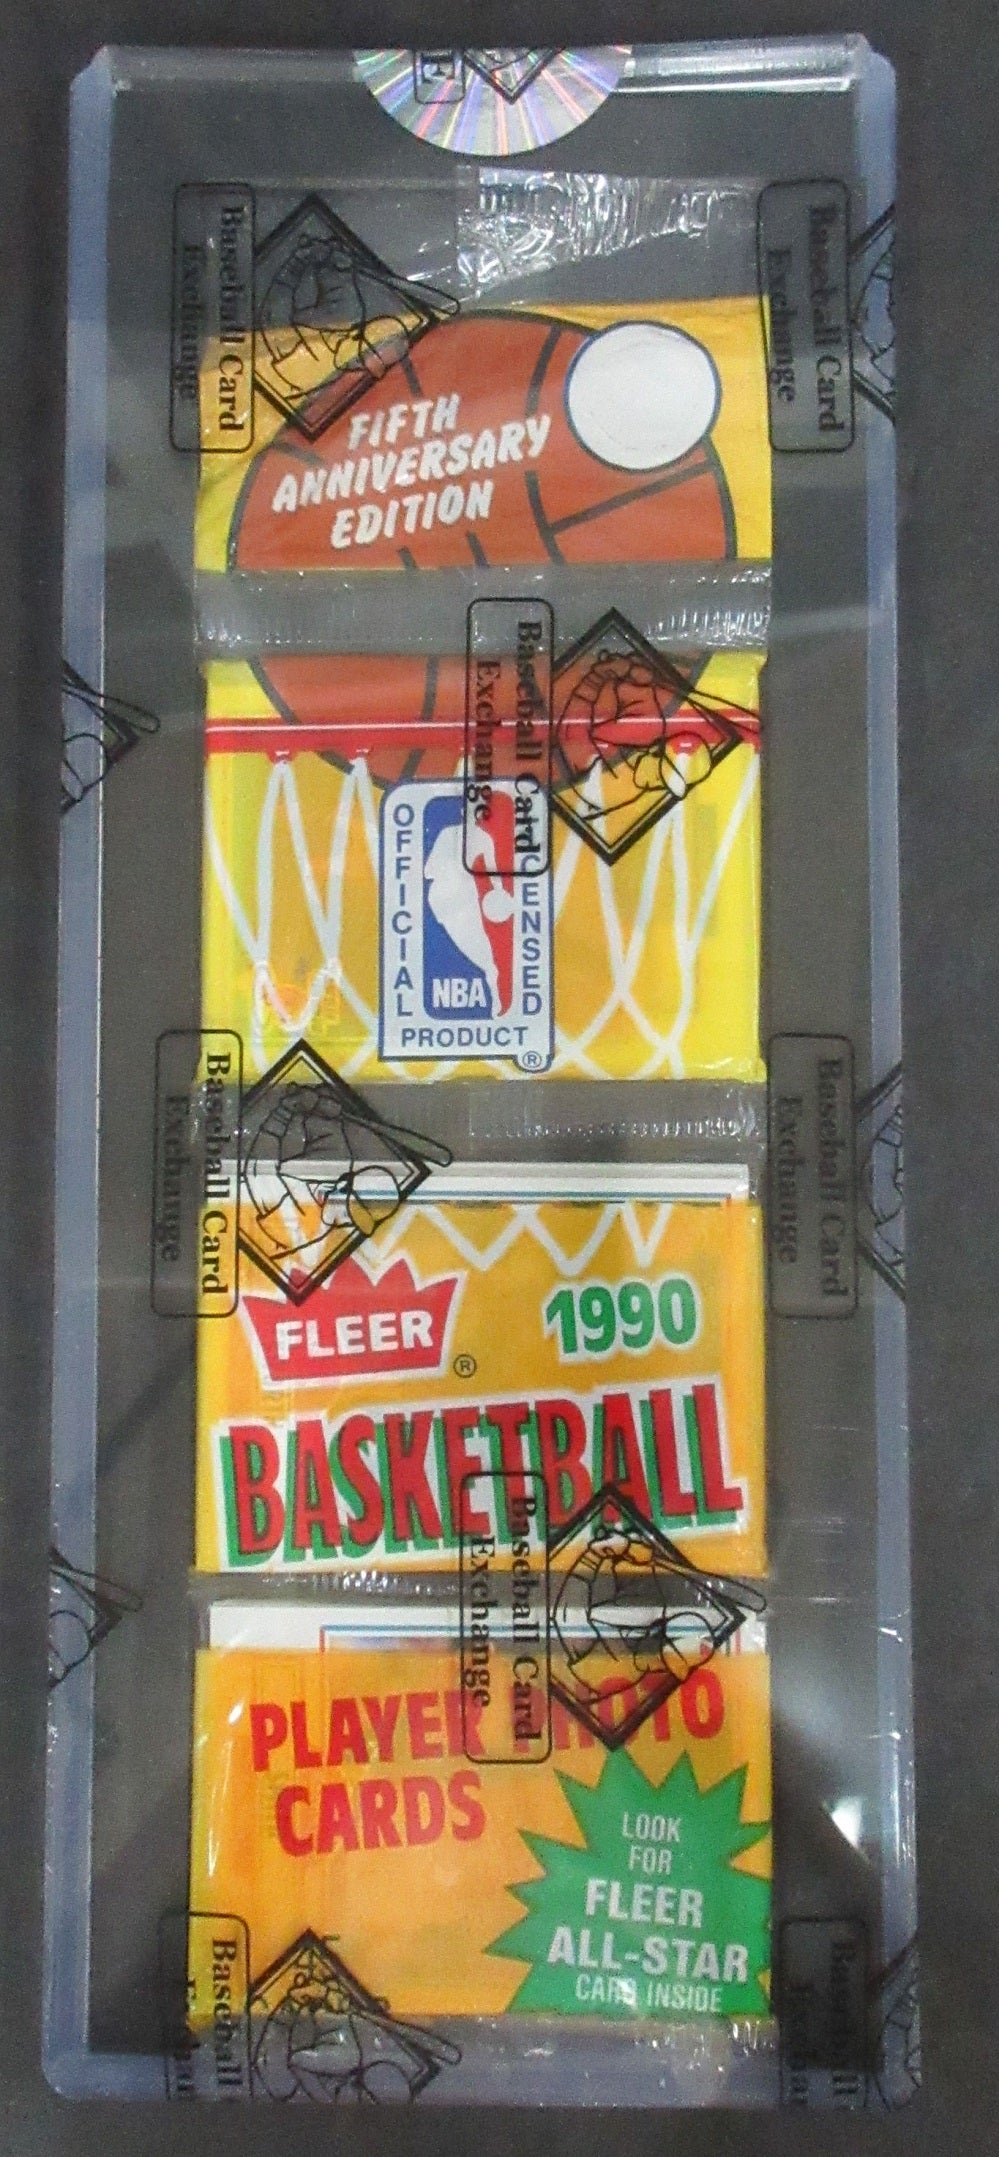 E
Baseball Card
Exchange
Baseball Card
Exchange
FIFTH
ANNIVERSARY
EDITION
Baseball Card
Exchange
OFFICIAL
LICENSED
NBA
PRODUCT
®
Baseball Card
Exchange
Baseball Card
Exchange
FLEER
®
1990
BASKETBALL
Baseball Card
Exchange
PLAYER PHOTO
CARDS
LOOK
FOR
FLEER
ALL-STAR
CARD INSIDE
Baseball